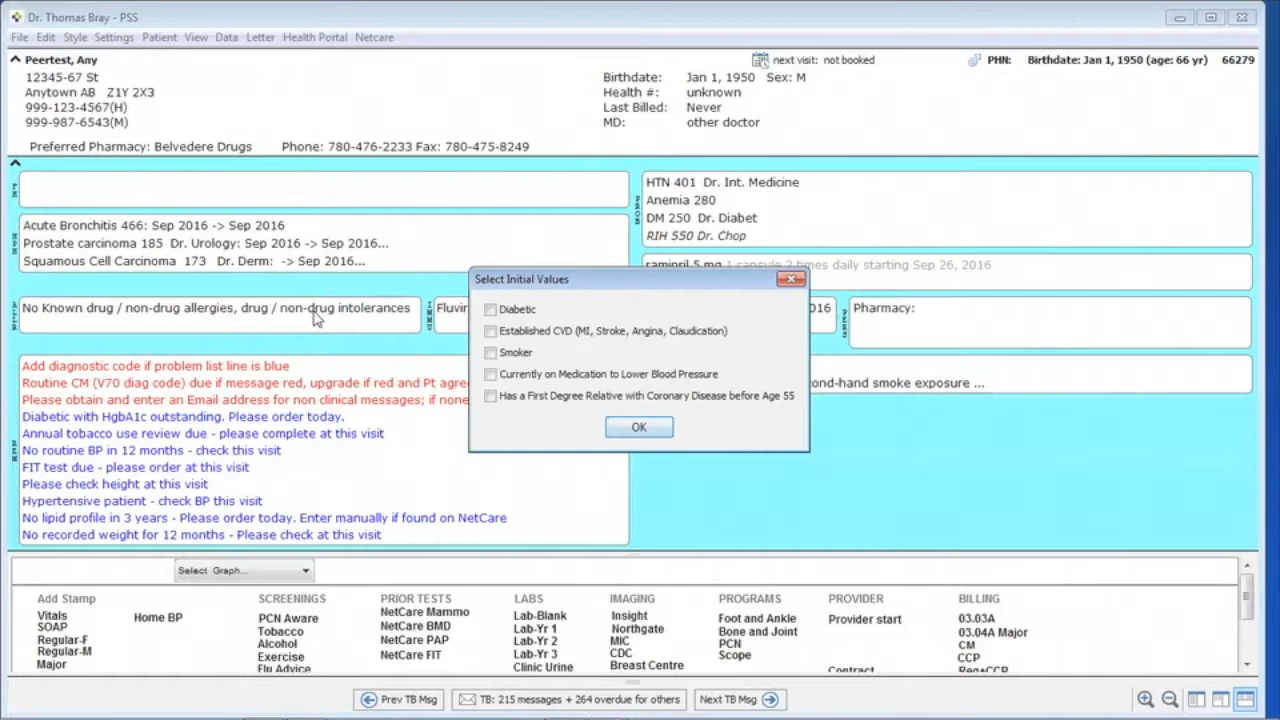 Dr. Thomas Bray - PSS
File Edit Style Settings Patient View Data Letter Health Portal Netcare
Peertest, Any
next visit: not booked
PHN: Birthdate: Jan 1, 1950 (age: 66 yr) 66279
12345-67 St
Anytown AB Z1Y 2X3
999-123-4567(H)
999-987-6543(M)
Birthdate: Jan 1, 1950 Sex: M
Health #: unknown
Last Billed: Never
MD: other doctor
Preferred Pharmacy: Belvedere Drugs Phone: 780-476-2233 Fax: 780-475-8249
HTN 401 Dr. Int. Medicine
Anemia 280
DM 250 Dr. Diabet
RIH 550 Dr. Chop
Acute Bronchitis 466: Sep 2016 -> Sep 2016
Prostate carcinoma 185 Dr. Urology: Sep 2016 -> Sep 2016...
Squamous Cell Carcinoma 173 Dr. Derm: -> Sep 2016...
ramipril 5 mg 1 capsule 2 times daily starting Sep 26, 2016
No Known drug / non-drug allergies, drug / non-drug intolerances
Fluvir
016
Pharmacy:
Select Initial Values
Diabetic
Established CVD (MI, Stroke, Angina, Claudication)
Smoker
Currently on Medication to Lower Blood Pressure
Has a First Degree Relative with Coronary Disease before Age 55
OK
Add diagnostic code if problem list line is blue
Routine CM (V70 diag code) due if message red, upgrade if red and Pt agre
ond-hand smoke exposure ...
Please obtain and enter an Email address for non clinical messages; if none
Diabetic with HgbA1c outstanding. Please order today.
Annual tobacco use review due - please complete at this visit
No routine BP in 12 months - check this visit
FIT test due - please order at this visit
Please check height at this visit
Hypertensive patient - check BP this visit
No lipid profile in 3 years - Please order today. Enter manually if found on NetCare
No recorded weight for 12 months - Please check at this visit
Select Graph...
Add Stamp
Vitals
SOAP
Regular-F
Regular-M
Major
Home BP
SCREENINGS
PCN Aware
Tobacco
Alcohol
Exercise
Flu Advice
PRIOR TESTS
NetCare Mammo
NetCare BMD
NetCare PAP
NetCare FIT
LABS
Lab-Blank
Lab-Yr 1
Lab-Yr 2
Lab-Yr 3
Clinic Urine
IMAGING
Insight
Northgate
MIC
CDC
Breast Centre
PROGRAMS
Foot and Ankle
Bone and Joint
PCN
Scope
PROVIDER
Provider start
Contract
BILLING
03.03A
03.04A Major
CM
CCP
Reg+CCP
Prev TB Msg
TB: 215 messages + 264 overdue for others
Next TB Msg